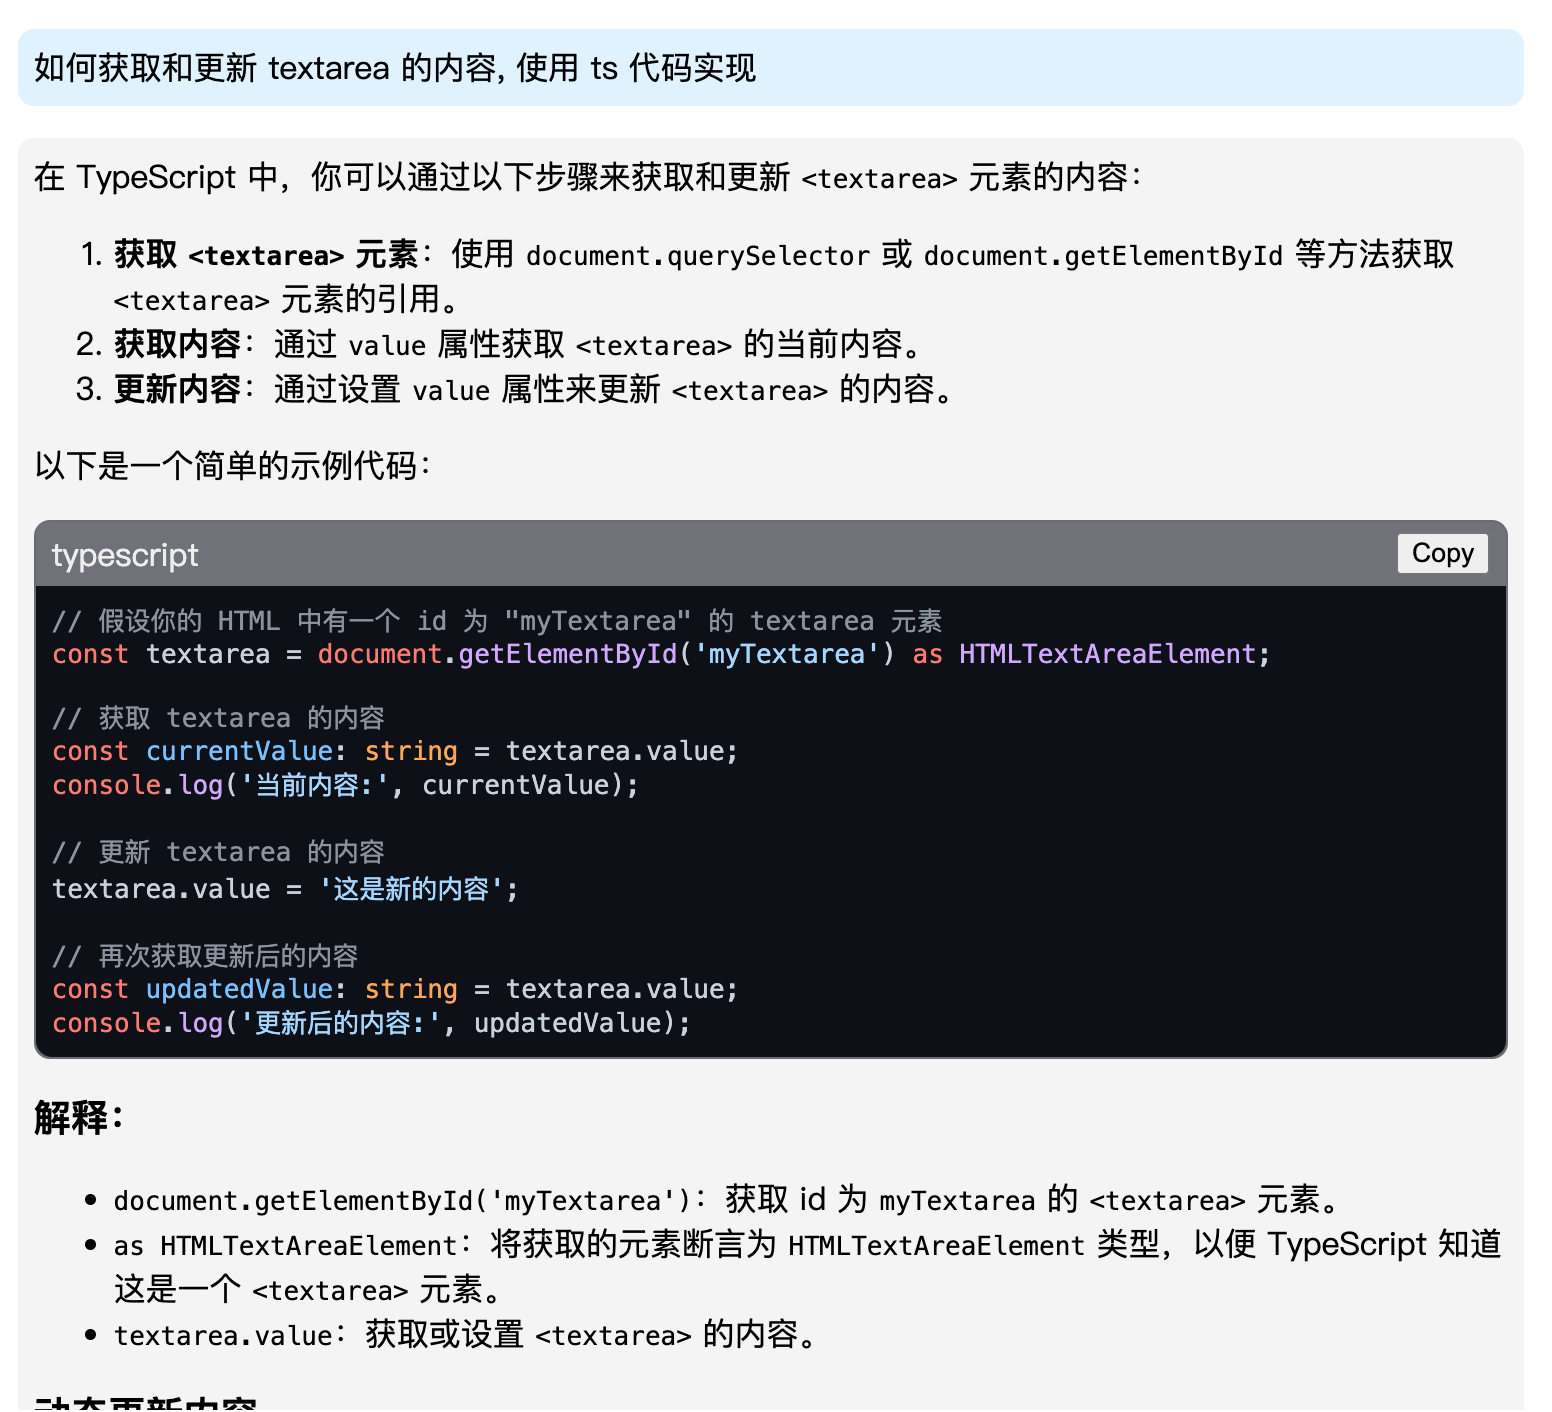 如何获取和更新 textarea 的内容, 使用 ts 代码实现
在 TypeScript 中，你可以通过以下步骤来获取和更新 <textarea> 元素的内容：
1. 获取 <textarea> 元素：使用 document.querySelector 或 document.getElementById 等方法获取
<textarea> 元素的引用。
2. 获取内容：通过 value 属性获取 <textarea> 的当前内容。
3. 更新内容：通过设置 value 属性来更新 <textarea> 的内容。
以下是一个简单的示例代码：
typescript
Copy
// 假设你的 HTML 中有一个 id 为 "myTextarea" 的 textarea 元素
const textarea = document.getElementById('myTextarea') as HTMLTextAreaElement;
// 获取 textarea 的内容
const currentValue: string = textarea.value;
console.log('当前内容:', currentValue);
// 更新 textarea 的内容
textarea.value = '这是新的内容';
// 再次获取更新后的内容
const updatedValue: string = textarea.value;
console.log('更新后的内容:', updatedValue);
解释：
• document.getElementById('myTextarea')：获取 id 为 myTextarea 的 <textarea> 元素。
• as HTMLTextAreaElement：将获取的元素断言为 HTMLTextAreaElement 类型，以便 TypeScript 知道
这是一个 <textarea> 元素。
• textarea.value：获取或设置 <textarea> 的内容。
动态更新内容